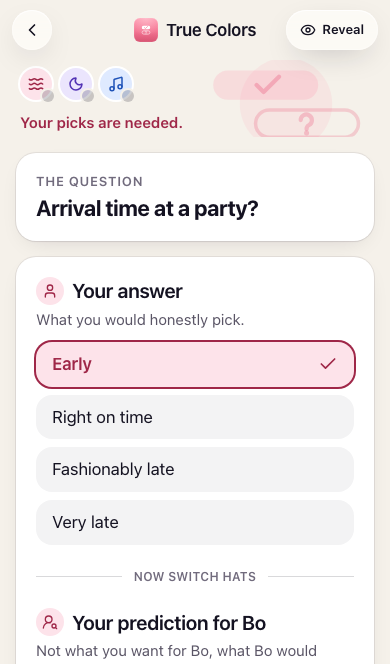 True Colors
Reveal
Your picks are needed.
?
THE QUESTION
Arrival time at a party?
Your answer
What you would honestly pick.
Early
Right on time
Fashionably late
Very late
NOW SWITCH HATS
Your prediction for Bo
Not what you want for Bo, what Bo would